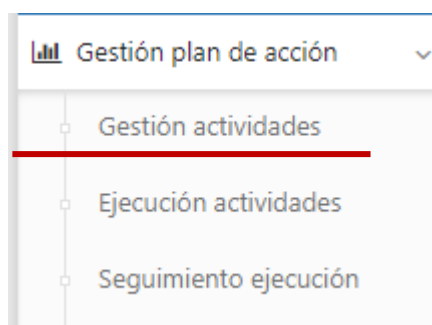 Gestión plan de acción
Gestión actividades
Ejecución actividades
Seguimiento ejecución